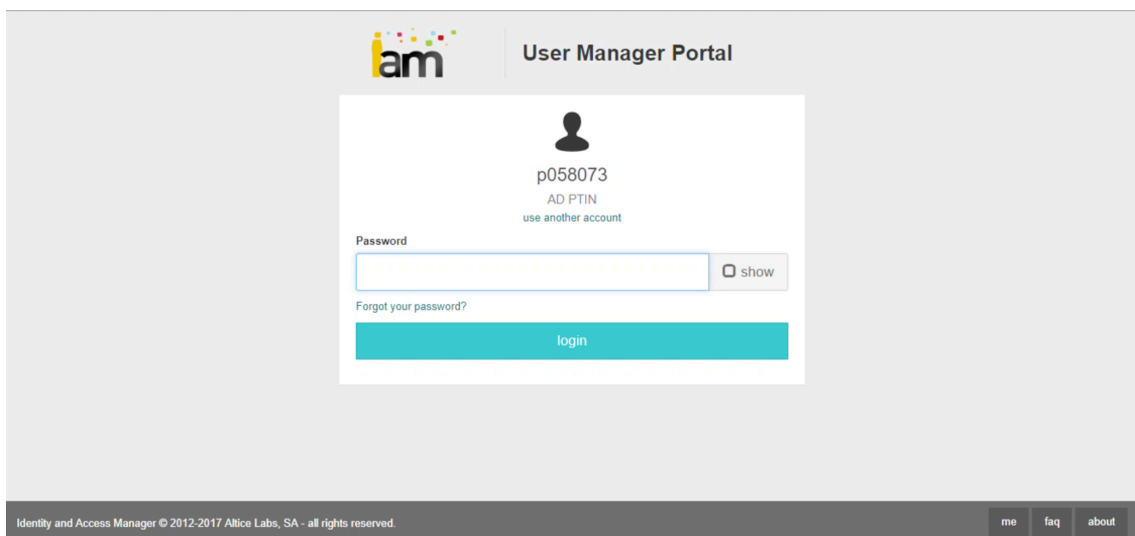 iam
User Manager Portal
p058073
AD PTIN
use another account
Password
show
Forgot your password?
login
Identity and Access Manager © 2012-2017 Altice Labs, SA - all rights reserved.
me faq about